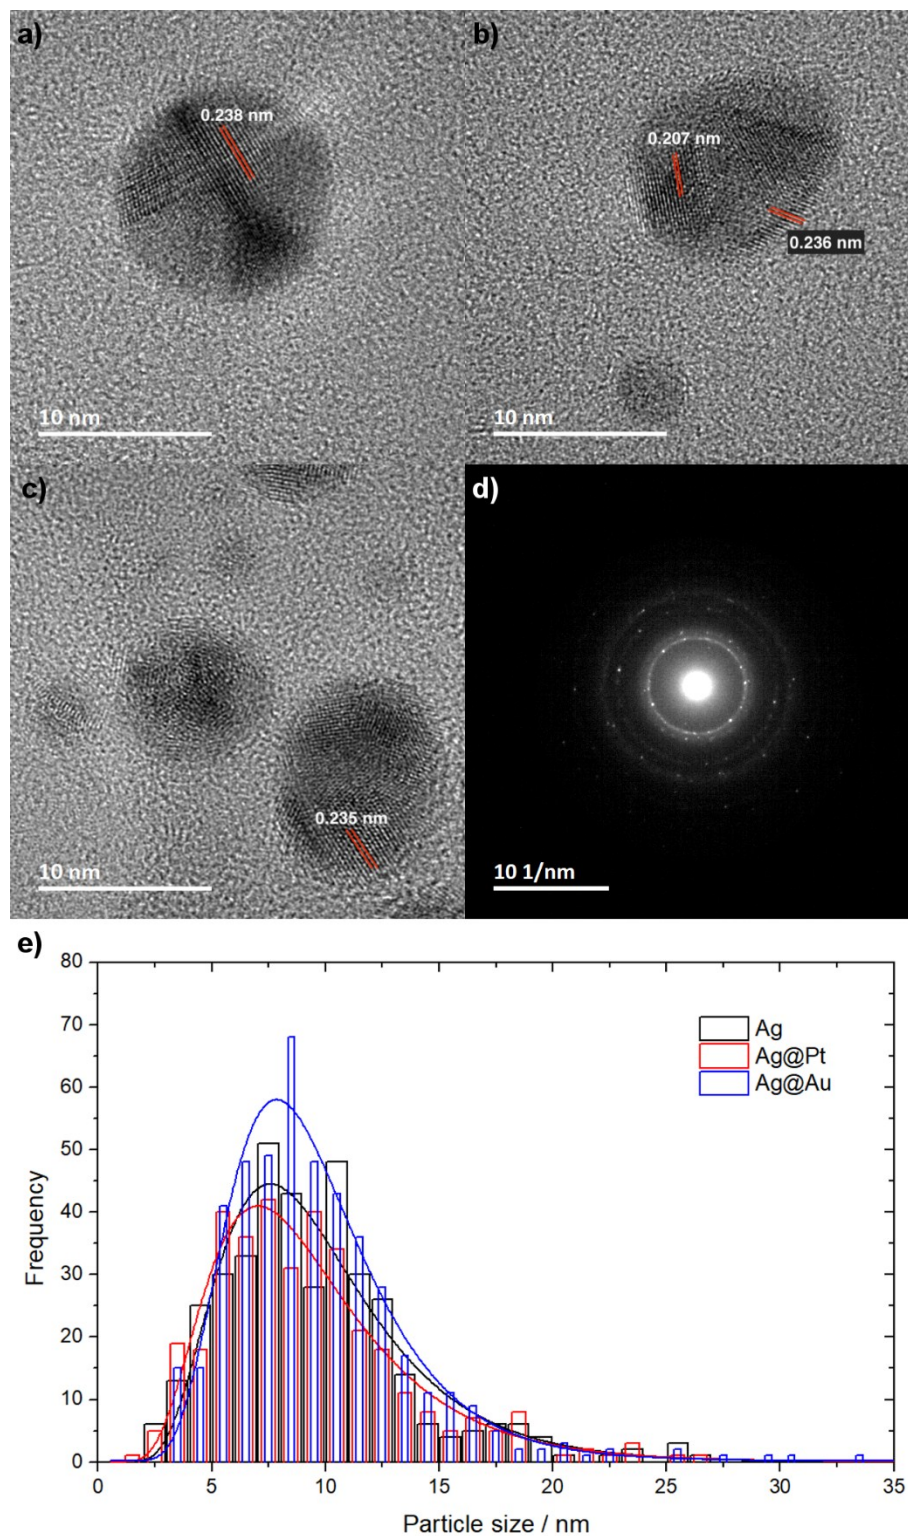 a)
0.238 nm
10 nm
b)
0.207 nm
0.236 nm
10 nm
c)
0.235 nm
10 nm
d)
10 1/nm
e)
80
70
60
50
40
30
20
10
0
Frequency
Ag
Ag@Pt
Ag@Au
0 5 10 15 20 25 30 35
Particle size / nm